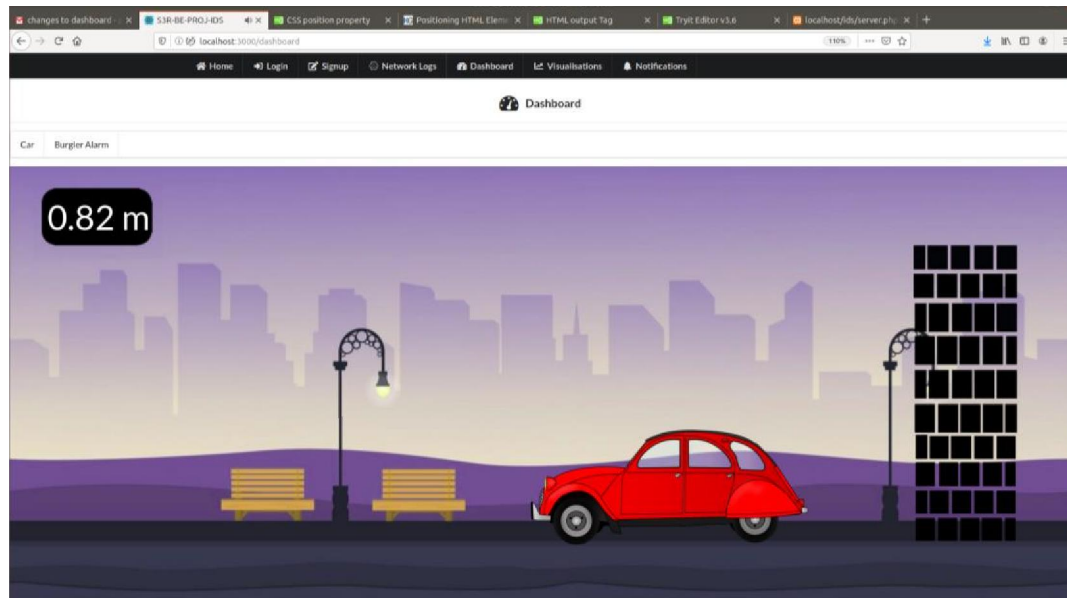 changes to dashboard -
S3R-BE-PROJ-IDS
CSS position property
Positioning HTML Eleme
HTML output Tag
Tryit Editor v3.6
localhost/ids/server.php
localhost:3000/dashboard
110%
Home Login Signup Network Logs Dashboard Visualisations Notifications
Dashboard
Car Burgler Alarm
0.82 m